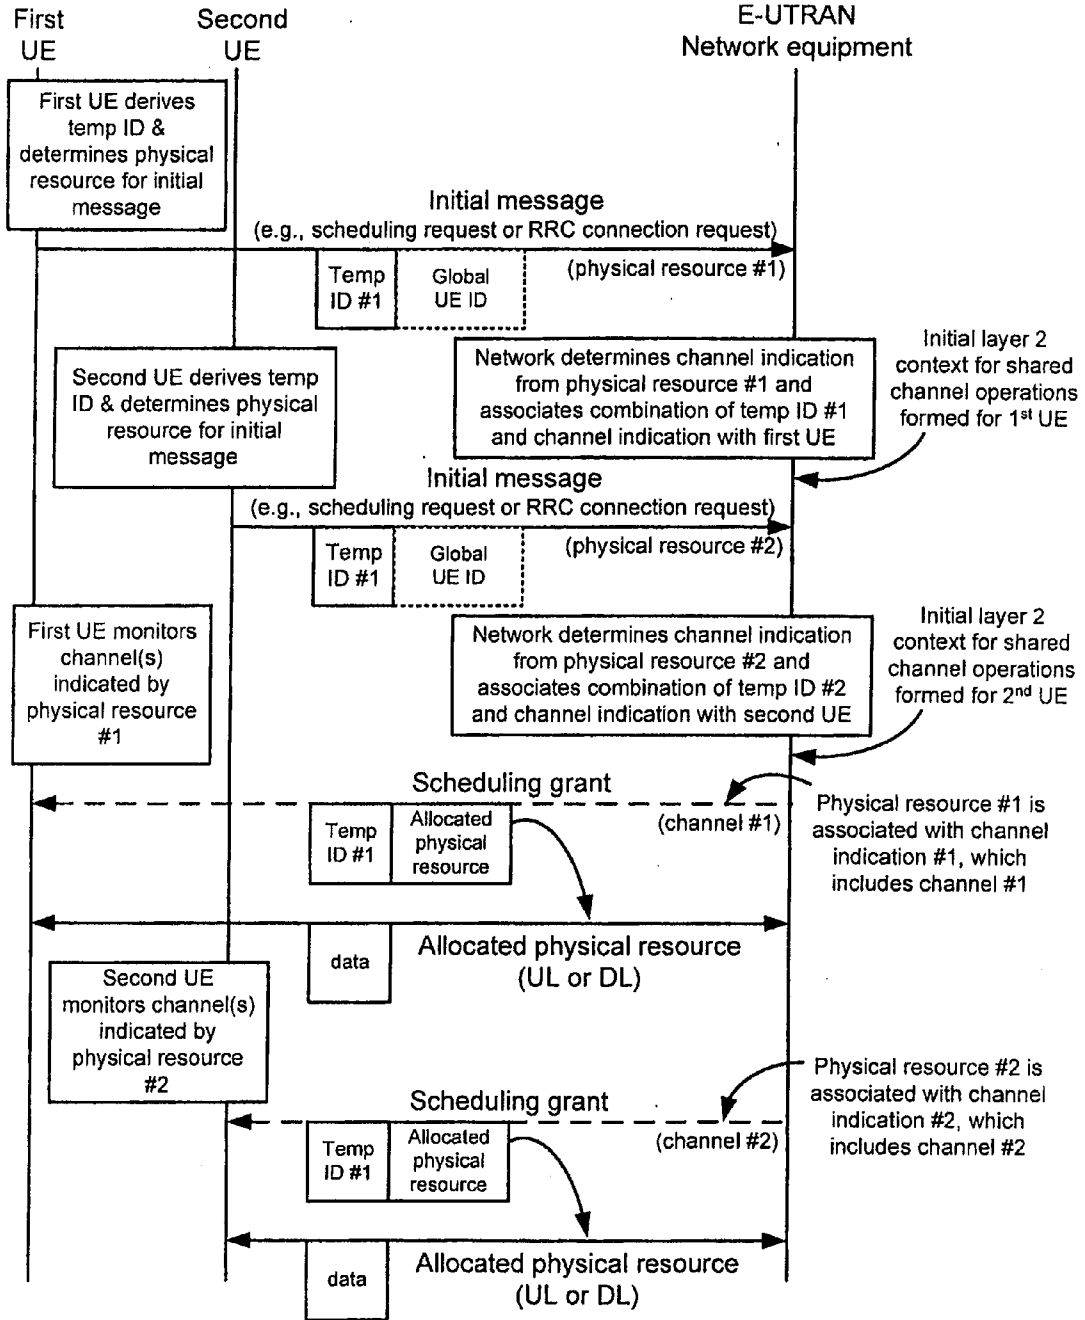 First
UE
Second
UE
E-UTRAN
Network equipment
First UE derives
temp ID &
determines physical
resource for initial
message
Initial message
(e.g., scheduling request or RRC connection request)
(physical resource #1)
Temp
ID #1
Global
UE ID
Network determines channel indication
from physical resource #1 and
associates combination of temp ID #1
and channel indication with first UE
Initial layer 2
context for shared
channel operations
formed for 1st UE
Second UE derives temp
ID & determines physical
resource for initial
message
Initial message
(e.g., scheduling request or RRC connection request)
(physical resource #2)
Temp
ID #1
Global
UE ID
First UE monitors
channel(s)
indicated by
physical resource
#1
Network determines channel indication
from physical resource #2 and
associates combination of temp ID #2
and channel indication with second UE
Initial layer 2
context for shared
channel operations
formed for 2nd UE
Scheduling grant
(channel #1)
Temp
ID #1
Allocated
physical
resource
Physical resource #1 is
associated with channel
indication #1, which
includes channel #1
data
Allocated physical resource
(UL or DL)
Second UE
monitors channel(s)
indicated by
physical resource
#2
Scheduling grant
(channel #2)
Temp
ID #1
Allocated
physical
resource
Physical resource #2 is
associated with channel
indication #2, which
includes channel #2
data
Allocated physical resource
(UL or DL)